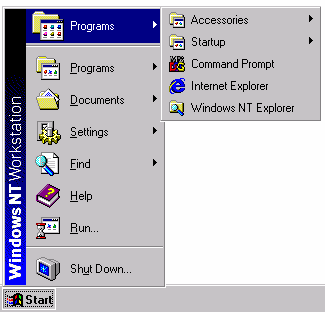 Programs
Programs
Documents
Settings
Find
Help
Run...
Shut Down...
Accessories
Startup
Command Prompt
Internet Explorer
Windows NT Explorer
Windows NT Workstation
Start